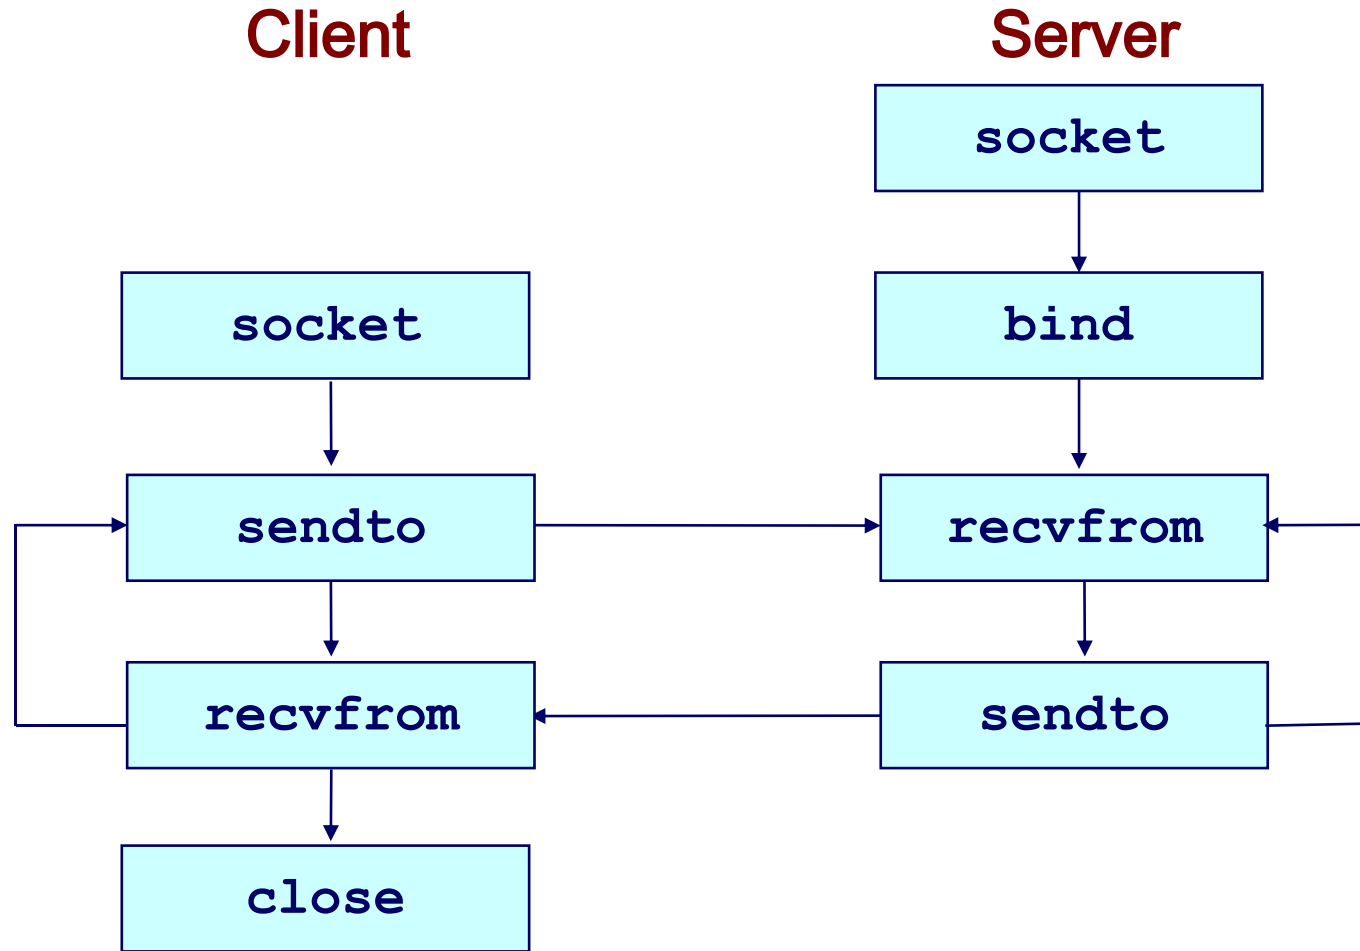 Client
Server
socket
bind
socket
sendto
recvfrom
recvfrom
sendto
close